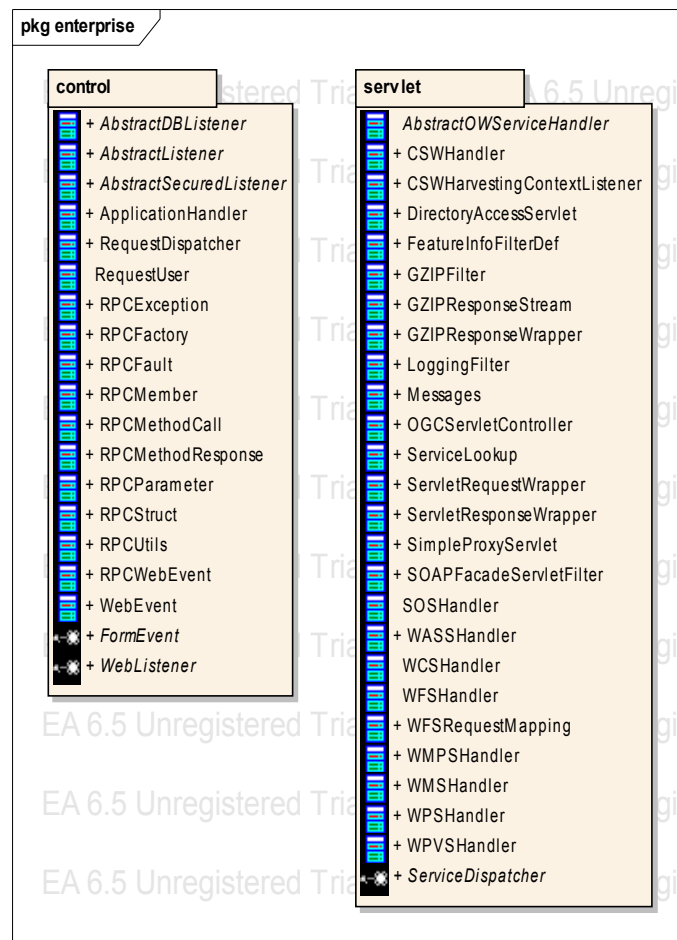 pkg enterprise
control
+ AbstractDBListener
+ AbstractListener
+ AbstractSecuredListener
+ ApplicationHandler
+ RequestDispatcher
RequestUser
+ RPCException
+ RPCFactory
+ RPCFault
+ RPCMember
+ RPCMethodCall
+ RPCMethodResponse
+ RPCParameter
+ RPCStruct
+ RPCUtils
+ RPCWebEvent
+ WebEvent
+ FormEvent
+ WebListener
servlet
AbstractOWServiceHandler
+ CSWHandler
+ CSWHarvestingContextListener
+ DirectoryAccessServlet
+ FeatureInfoFilterDef
+ GZIPFilter
+ GZIPResponseStream
+ GZIPResponseWrapper
+ LoggingFilter
+ Messages
+ OGCServletController
+ ServiceLookup
+ ServletRequestWrapper
+ ServletResponseWrapper
+ SimpleProxyServlet
+ SOAPFacadeServletFilter
SOSHandler
+ WASSHandler
WCSHandler
WFSHandler
+ WFSRequestMapping
+ WMPSHandler
+ WMSHandler
+ WPSHandler
+ WPVSHandler
+ ServiceDispatcher
EA 6.5 Unregistered
EA 6.5 Unregistered
EA 6.5 Unregistered